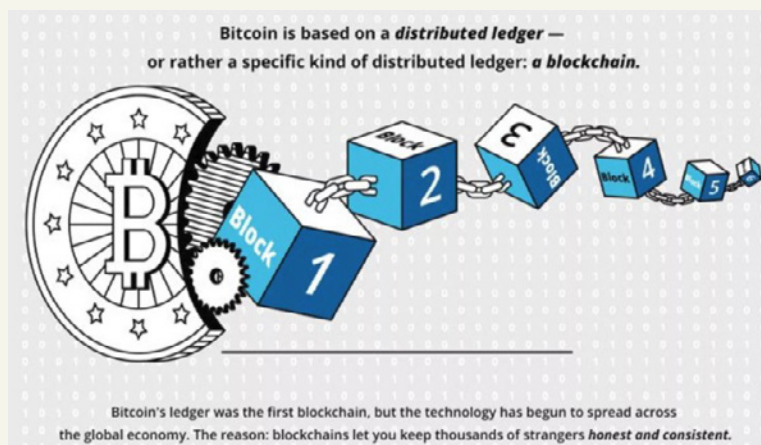 Bitcoin is based on a distributed ledger —
or rather a specific kind of distributed ledger: a blockchain.
B
Block
1
Block
2
3
Block
Block
4
5
Bitcoin's ledger was the first blockchain, but the technology has begun to spread across
the global economy. The reason: blockchains let you keep thousands of strangers honest and consistent.